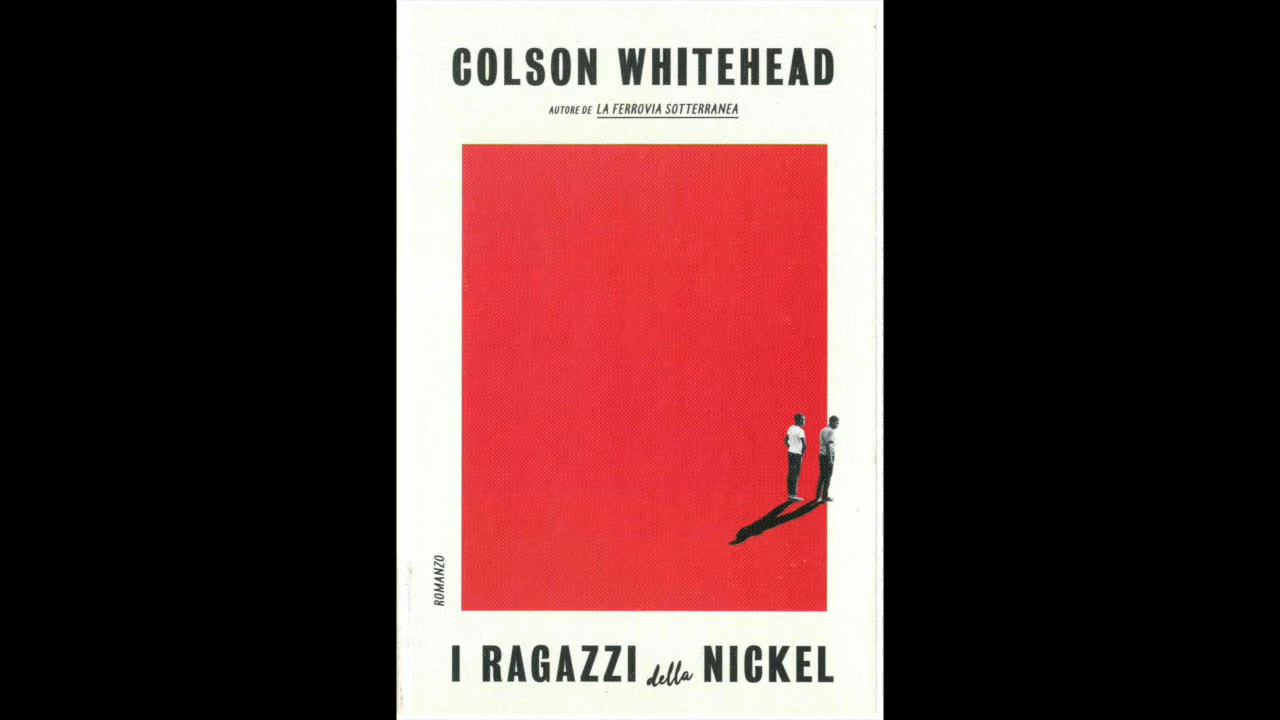 COLSON WHITEHEAD
AUTORE DE LA FERROVIA SOTTERRANEA
ROMANZO
I RAGAZZI della NICKEL